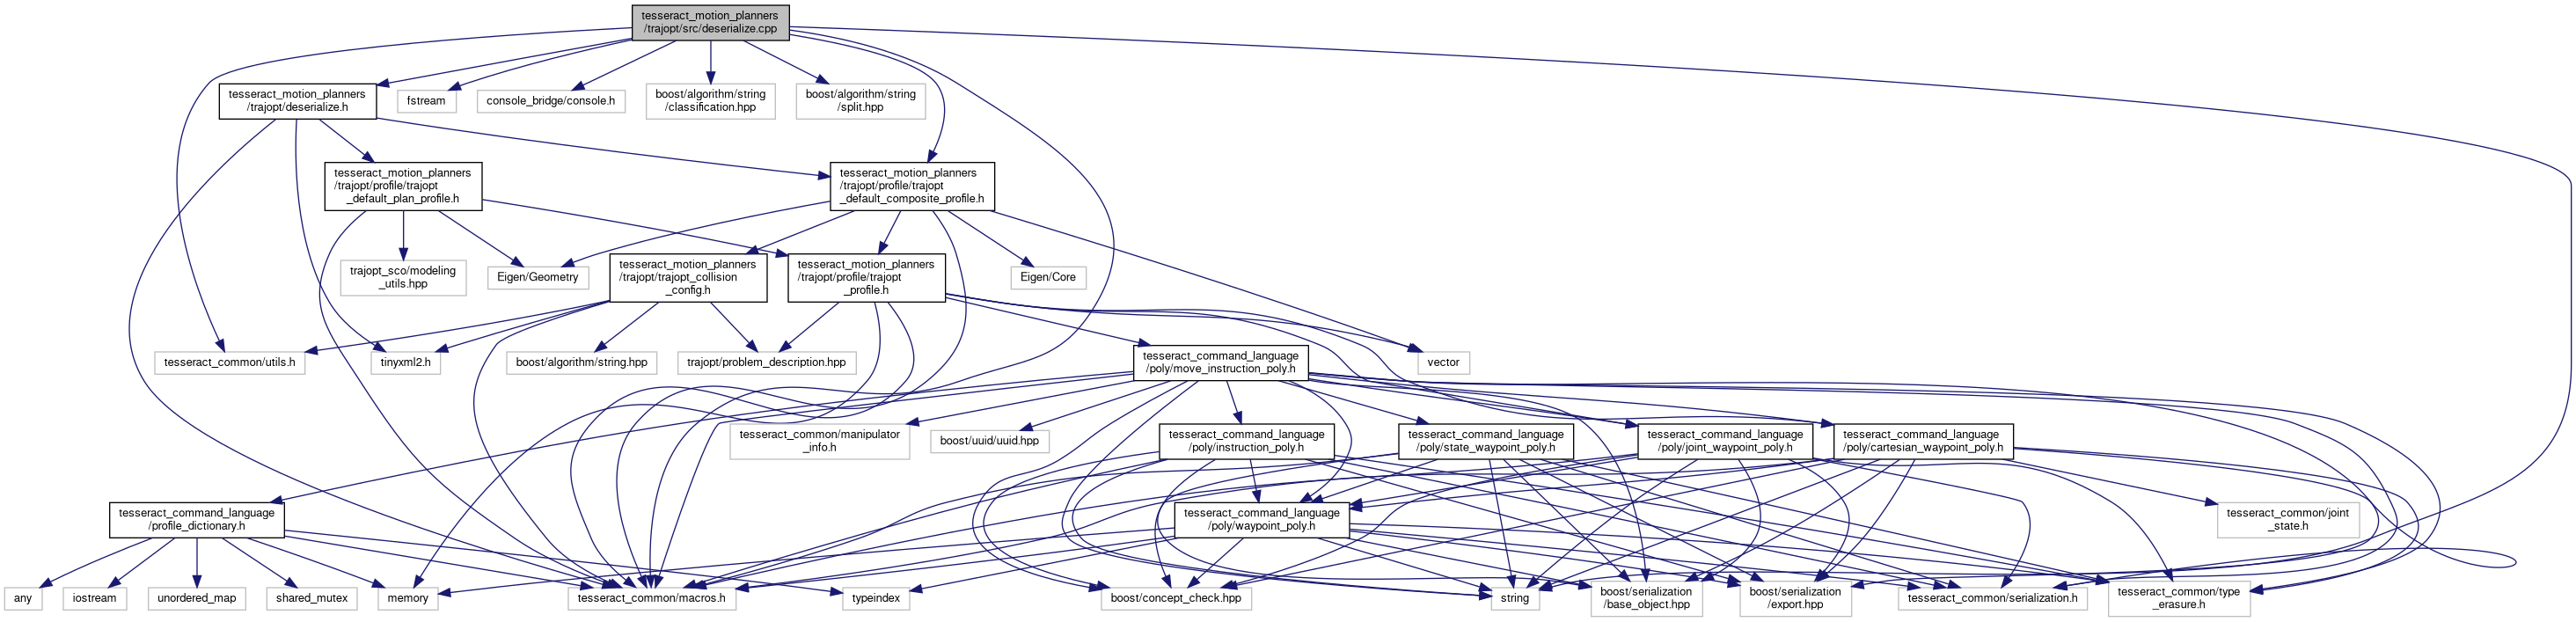 tesseract_motion_planners
/trajopt/src/deserialize.cpp
tesseract_motion_planners
/trajopt/deserialize.h
fstream
console_bridge/console.h
boost/algorithm/string
/classification.hpp
boost/algorithm/string
/split.hpp
tesseract_motion_planners
/trajopt/profile/trajopt
_default_plan_profile.h
tesseract_motion_planners
/trajopt/profile/trajopt
_default_composite_profile.h
trajopt_sco/modeling
_utils.hpp
Eigen/Geometry
tesseract_motion_planners
/trajopt/trajopt_collision
_config.h
tesseract_motion_planners
/trajopt/profile/trajopt
_profile.h
Eigen/Core
tesseract_common/utils.h
tinyxml2.h
boost/algorithm/string.hpp
trajopt/problem_description.hpp
tesseract_command_language
/poly/move_instruction_poly.h
vector
tesseract_common/manipulator
_info.h
boost/uuid/uuid.hpp
tesseract_command_language
/poly/instruction_poly.h
tesseract_command_language
/poly/state_waypoint_poly.h
tesseract_command_language
/poly/joint_waypoint_poly.h
tesseract_command_language
/poly/cartesian_waypoint_poly.h
tesseract_command_language
/profile_dictionary.h
tesseract_command_language
/poly/waypoint_poly.h
tesseract_common/joint
_state.h
any
iostream
unordered_map
shared_mutex
memory
tesseract_common/macros.h
typeindex
boost/concept_check.hpp
string
boost/serialization
/base_object.hpp
boost/serialization
/export.hpp
tesseract_common/serialization.h
tesseract_common/type
_erasure.h